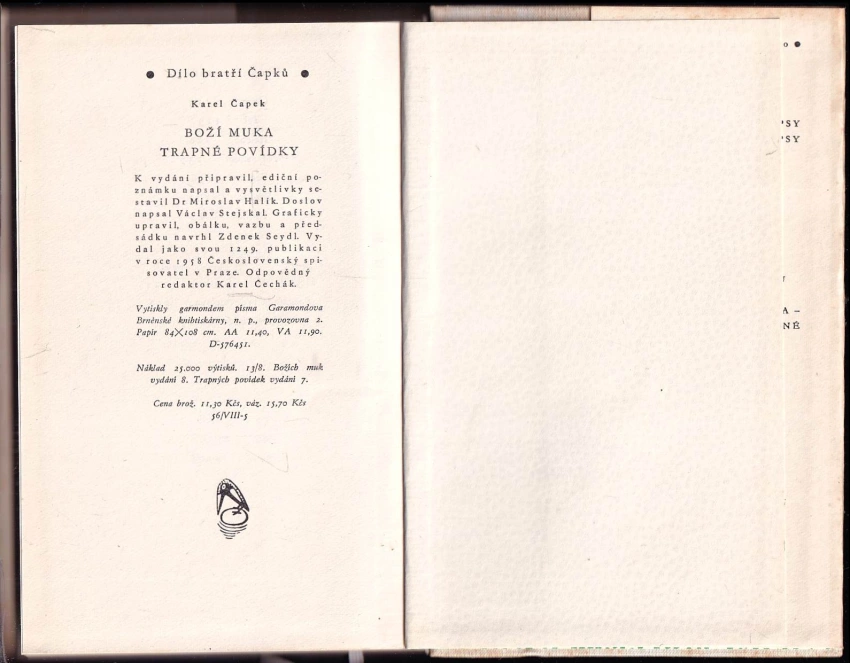 ● Dílo bratří Čapků ●
Karel Čapek
BOŽÍ MUKA
TRAPNÉ POVÍDKY
K vydání připravil, ediční po-
známku napsal a vysvětlivky se-
stavil Dr Miroslav Halík. Doslov
napsal Václav Stejskal. Graficky
upravil, obálku, vazbu a před-
sádku navrhl Zdenek Seydl. Vy-
dal jako svou 1249. publikaci
v roce 1958 Československý spi-
sovatel v Praze. Odpovědný
redaktor Karel Čechák.
Vytiskly garmondem písma Garamondova
Brněnské knihtiskárny, n. p., provozovna 2.
Papír 84×108 cm. AA 11,40, VA 11,90.
D-576451.
Náklad 25.000 výtisků. 13/8. Božích muk
vydání 8. Trapných povídek vydání 7.
Cena brož. 11,30 Kčs, váz. 15,70 Kčs
56/VIII-5
o ●
PSY
PSY
A –
NÉ